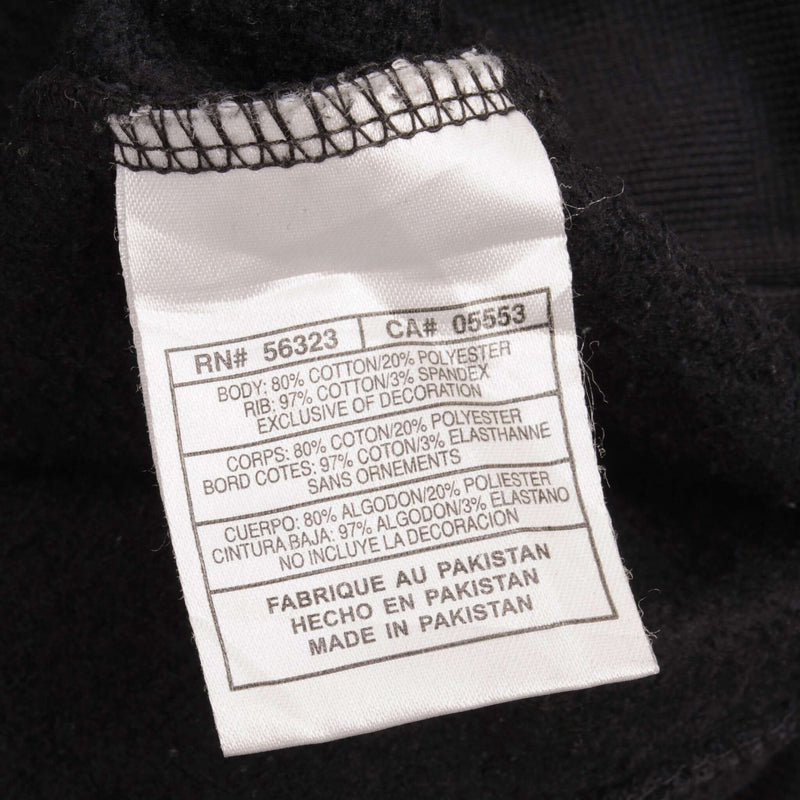 RN# 56323 CA# 05553
BODY: 80% COTTON/20% POLYESTER
RIB: 97% COTTON/3% SPANDEX
EXCLUSIVE OF DECORATION
CORPS: 80% COTON/20% POLYESTER
BORD COTES: 97% COTON/3% ELASTHANNE
SANS ORNEMENTS
CUERPO: 80% ALGODON/20% POLIESTER
CINTURA BAJA: 97% ALGODON/3% ELASTANO
NO INCLUYE LA DECORACION
FABRIQUE AU PAKISTAN
HECHO EN PAKISTAN
MADE IN PAKISTAN